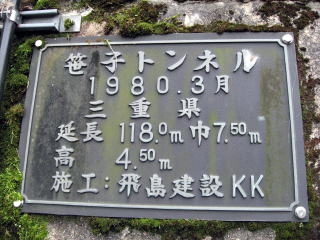 笹子トンネル
1980.3月
三重県
延長 118.0m 巾7.50m
高 4.50m
施工:飛島建設KK